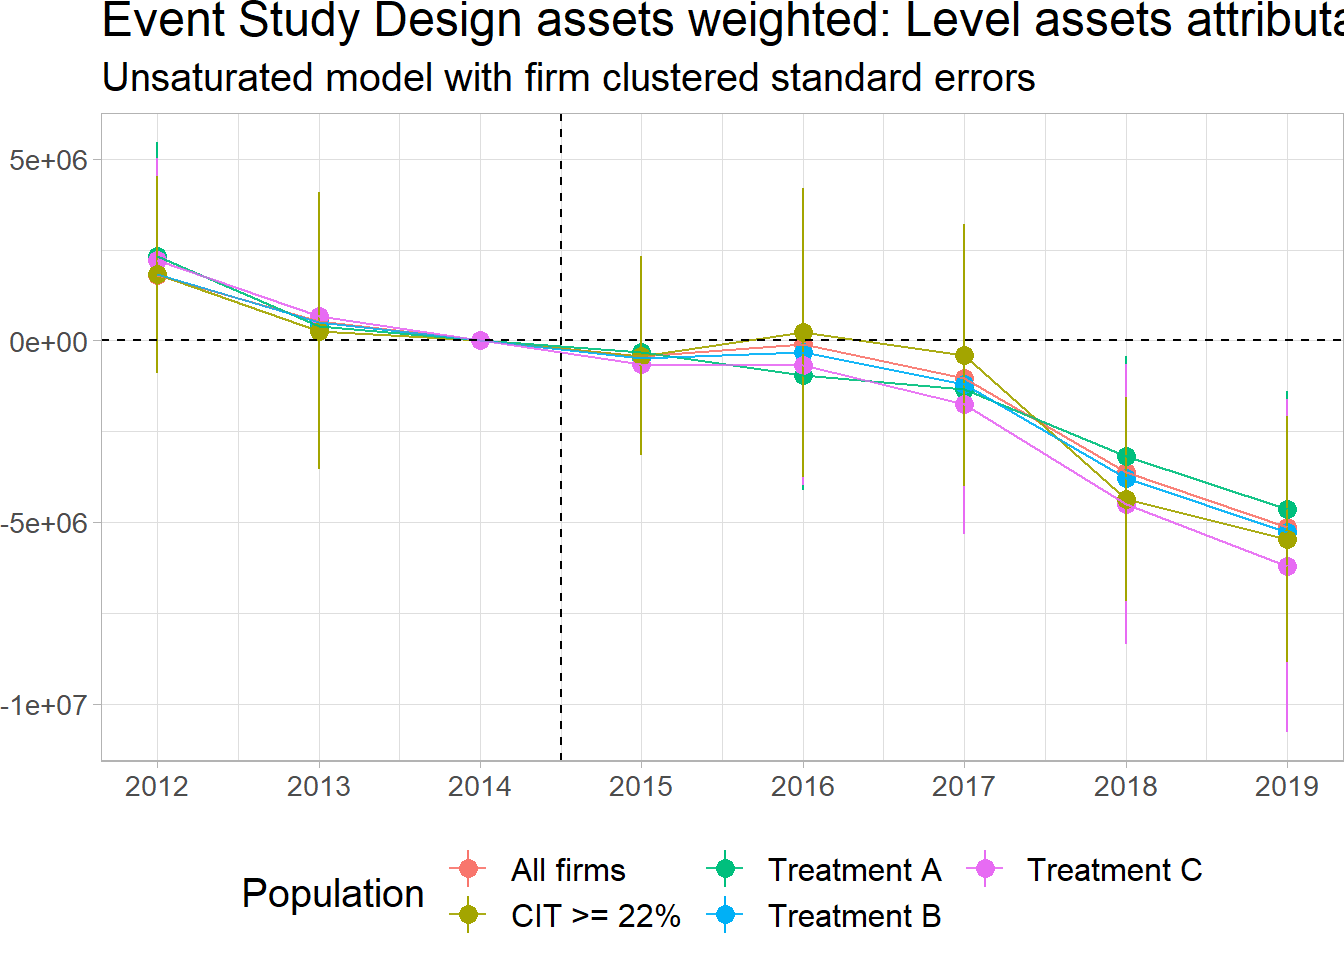 Event Study Design assets weighted: Level assets attributa
Unsaturated model with firm clustered standard errors
5e+06
0e+00
-5e+06
-1e+07
2012 2013 2014 2015 2016 2017 2018 2019
Population
All firms
CIT >= 22%
Treatment A
Treatment B
Treatment C